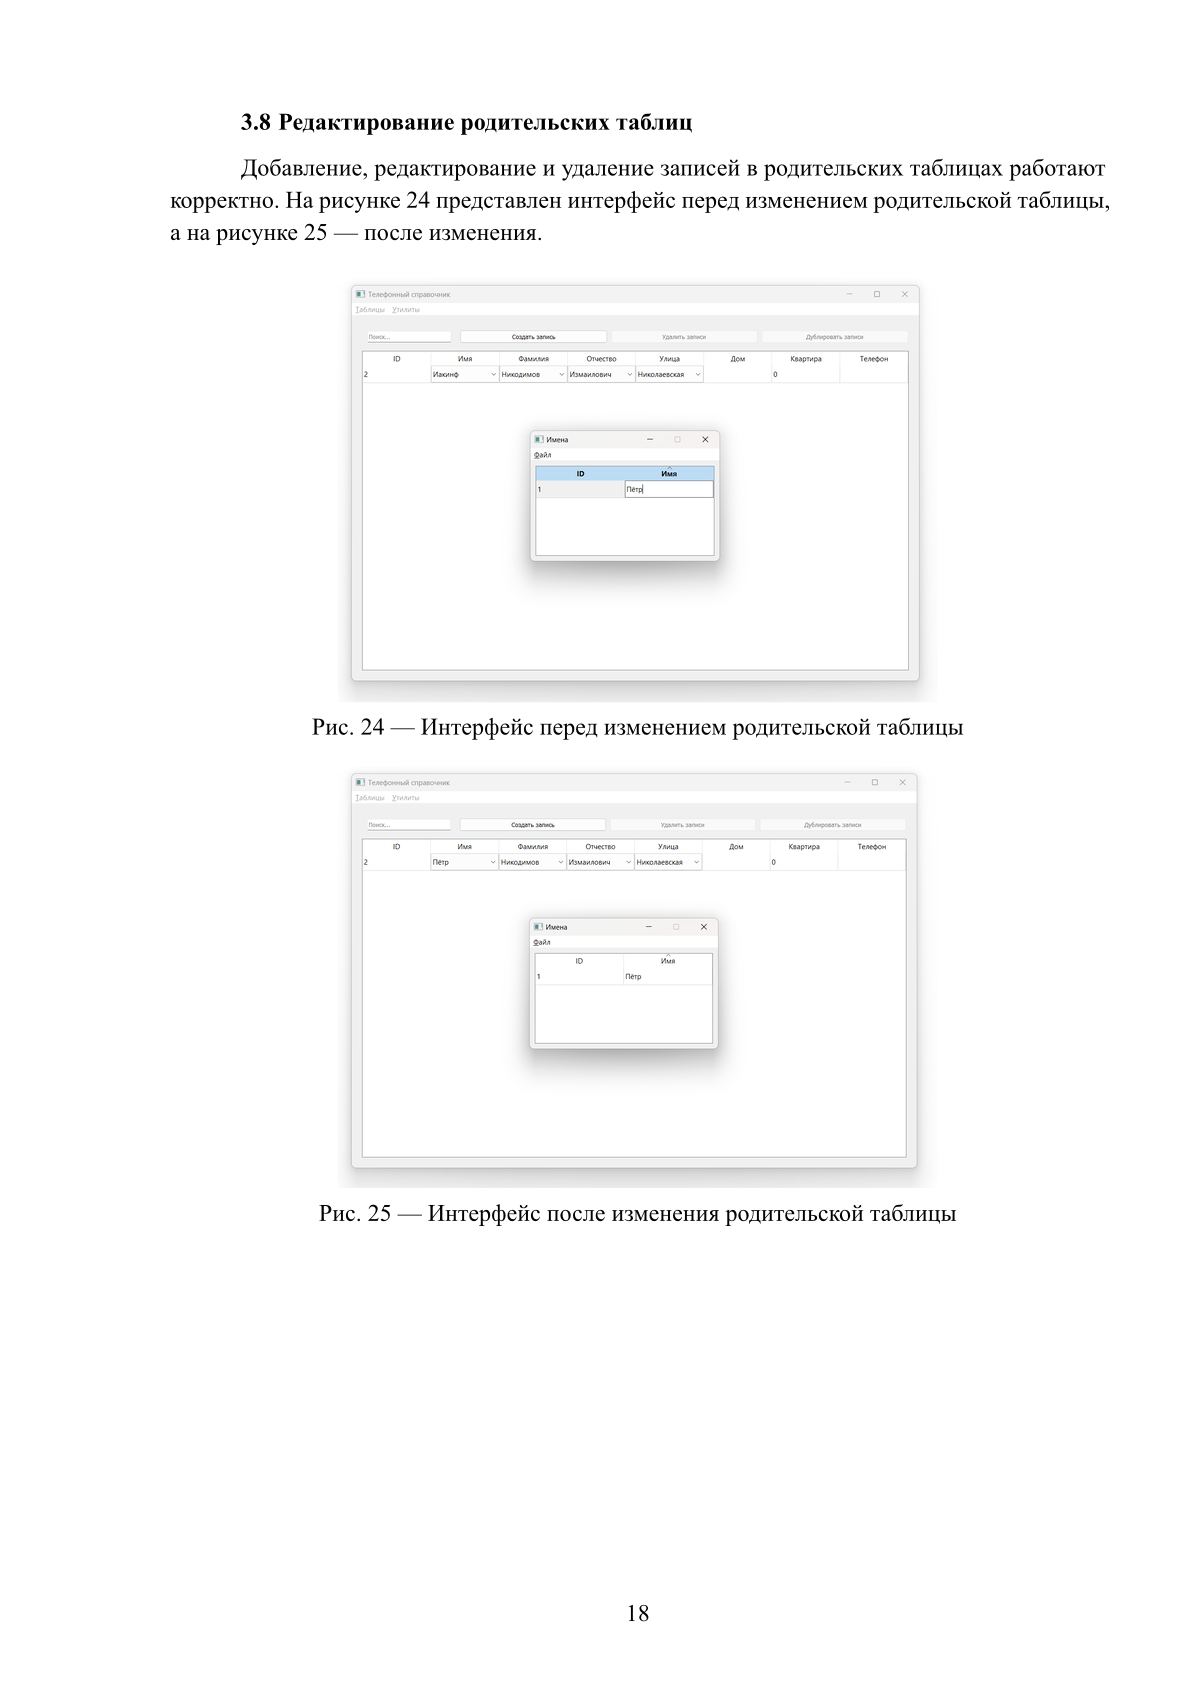 3.8 Редактирование родительских таблиц
Добавление, редактирование и удаление записей в родительских таблицах работают
корректно. На рисунке 24 представлен интерфейс перед изменением родительской таблицы,
а на рисунке 25 — после изменения.
Телефонный справочник
Таблицы Утилиты
Поиск... Создать запись Удалить записи Дублировать записи
ID Имя Фамилия Отчество Улица Дом Квартира Телефон
2 Иакинф Никодимов Измаилович Николаевская 0
Имена
Файл
ID Имя
1 Пётр
Рис. 24 — Интерфейс перед изменением родительской таблицы
Телефонный справочник
Таблицы Утилиты
Поиск... Создать запись Удалить записи Дублировать записи
ID Имя Фамилия Отчество Улица Дом Квартира Телефон
2 Пётр Никодимов Измаилович Николаевская 0
Имена
Файл
ID Имя
1 Пётр
Рис. 25 — Интерфейс после изменения родительской таблицы
18